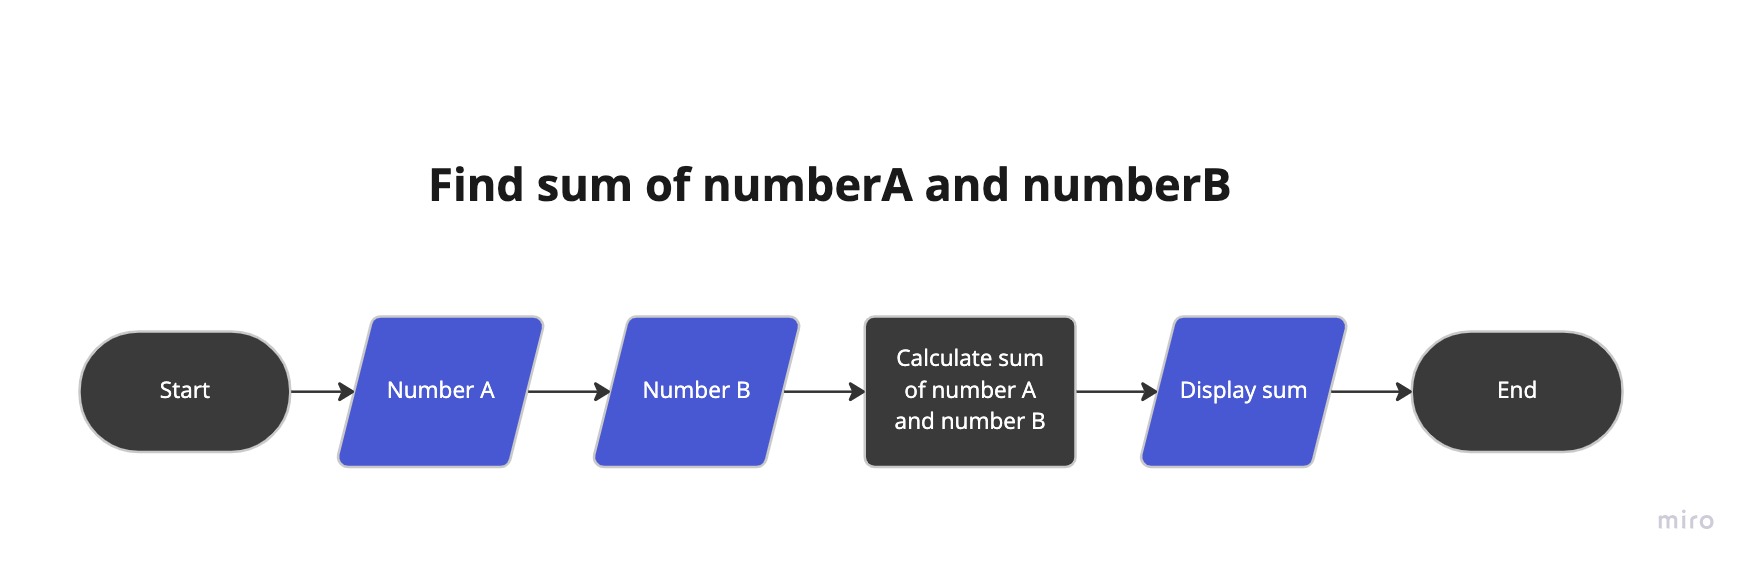 Find sum of numberA and numberB
Start
Number A
Number B
Calculate sum
of number A
and number B
Display sum
End
miro